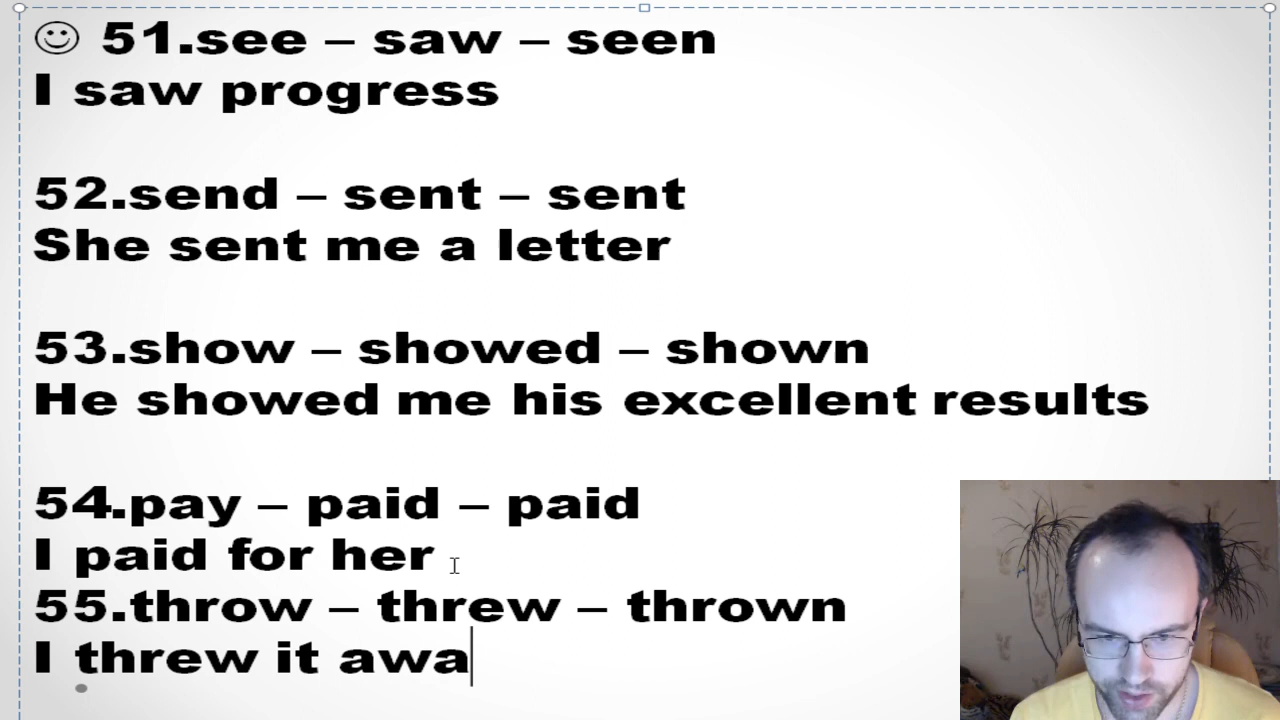 ☺ 51.see – saw – seen
I saw progress
52.send – sent – sent
She sent me a letter
53.show – showed – shown
He showed me his excellent results
54.pay – paid – paid
I paid for her
55.throw – threw – thrown
I threw it awa